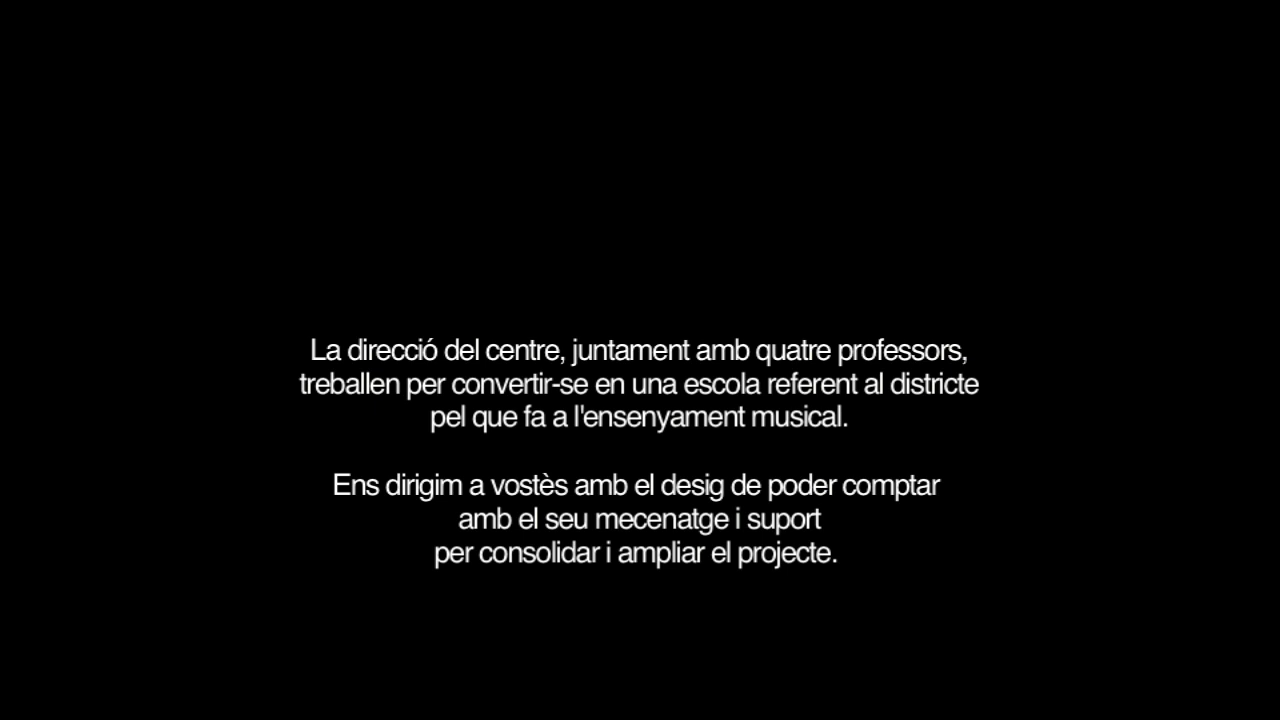 La direcció del centre, juntament amb quatre professors,
treballen per convertir-se en una escola referent al districte
pel que fa a l'ensenyament musical.
Ens dirigim a vostès amb el desig de poder comptar
amb el seu mecenatge i suport
per consolidar i ampliar el projecte.